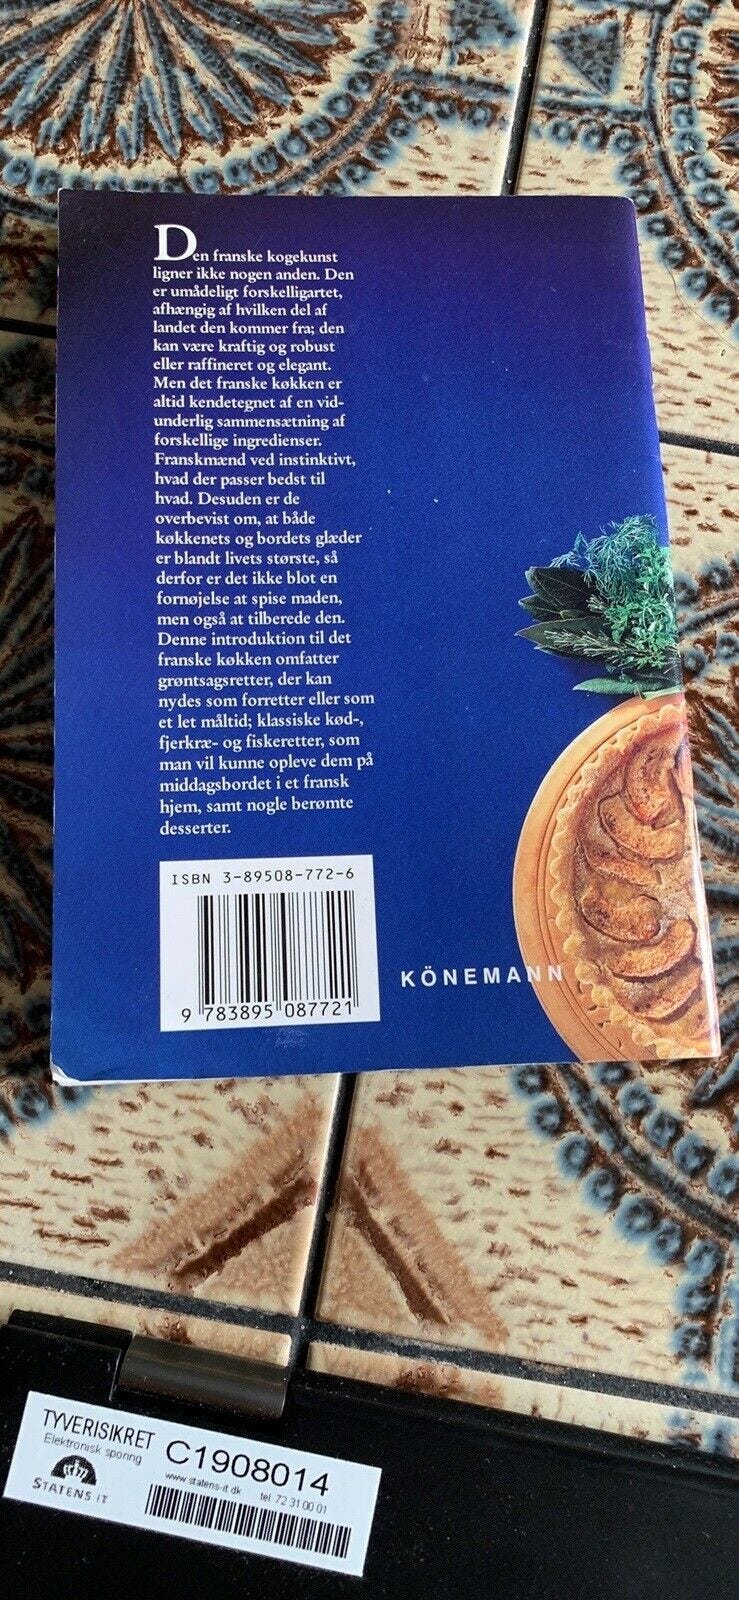 Den franske kogekunst
ligner ikke nogen anden. Den
er umådeligt forskelligartet,
afhængig af hvilken del af
landet den kommer fra; den
kan være kraftig og robust
eller raffineret og elegant.
Men det franske køkken er
altid kendetegnet af en vid-
underlig sammensætning af
forskellige ingredienser.
Franskmænd ved instinktivt,
hvad der passer bedst til
hvad. Desuden er de
overbevist om, at både
køkkenets og bordets glæder
er blandt livets største, så
derfor er det ikke blot en
fornøjelse at spise maden,
men også at tilberede den.
Denne introduktion til det
franske køkken omfatter
grøntsagsretter, der kan
nydes som forretter eller som
et let måltid; klassiske kød-,
fjerkræ- og fiskeretter, som
man vil kunne opleve dem på
middagsbordet i et fransk
hjem, samt nogle berømte
desserter.
ISBN 3-89508-772-6
9 783895 087721
KÖNEMANN
TYVERISIKRET
Elektronisk sporing
C1908014
STATENS IT
www.statens-it.dk tel 72 31 00 01